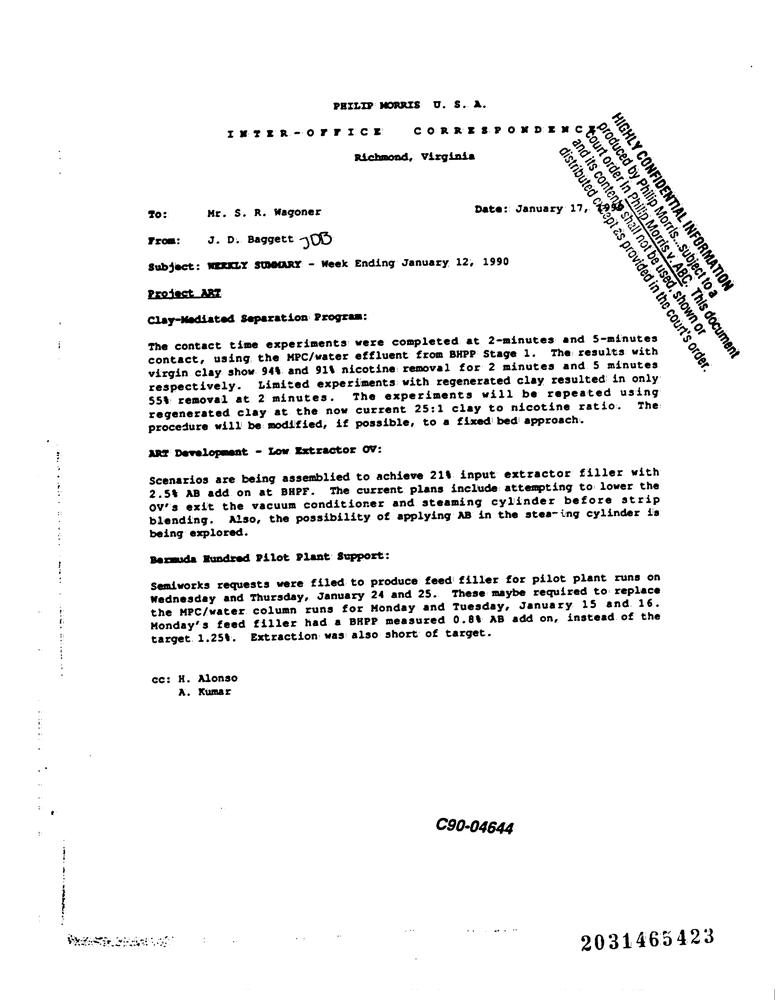 PHILIP MORRIS U. S. A.
INTER-OFFICE CORRESPONDENCE
Richmond, Virginia
HIGHLY CONFIDENTIAL INFORMATION
produced by Philip Morris...subject to a
court order in Philip Morris v. ABC. This document
and its contents shall not be used, shown or
distributed except as provided in the court's order.
To: Mr. S. R. Wagoner Date: January 17, 1990
From: J. D. Baggett JDB
Subject: WEEKLY SUMMARY - Week Ending January 12, 1990
Project ART
Clay-Mediated Separation Program:
The contact time experiments were completed at 2-minutes and 5-minutes
contact, using the MPC/water effluent from BHPP Stage 1. The results with
virgin clay show 94% and 91% nicotine removal for 2 minutes and 5 minutes
respectively. Limited experiments with regenerated clay resulted in only
55% removal at 2 minutes. The experiments will be repeated using
regenerated clay at the now current 25:1 clay to nicotine ratio. The
procedure will be modified, if possible, to a fixed bed approach.
ART Development - Low Extractor OV:
Scenarios are being assemblied to achieve 21% input extractor filler with
2.5% AB add on at BHPF. The current plans include attempting to lower the
OV's exit the vacuum conditioner and steaming cylinder before strip
blending. Also, the possibility of applying AB in the steaming cylinder is
being explored.
Bermuda Hundred Pilot Plant Support:
Semiworks requests were filed to produce feed filler for pilot plant runs on
Wednesday and Thursday, January 24 and 25. These maybe required to replace
the MPC/water column runs for Monday and Tuesday, January 15 and 16.
Monday's feed filler had a BHPP measured 0.8% AB add on, instead of the
target 1.25%. Extraction was also short of target.
cc: H. Alonso
A. Kumar
C90-04644
2031465423